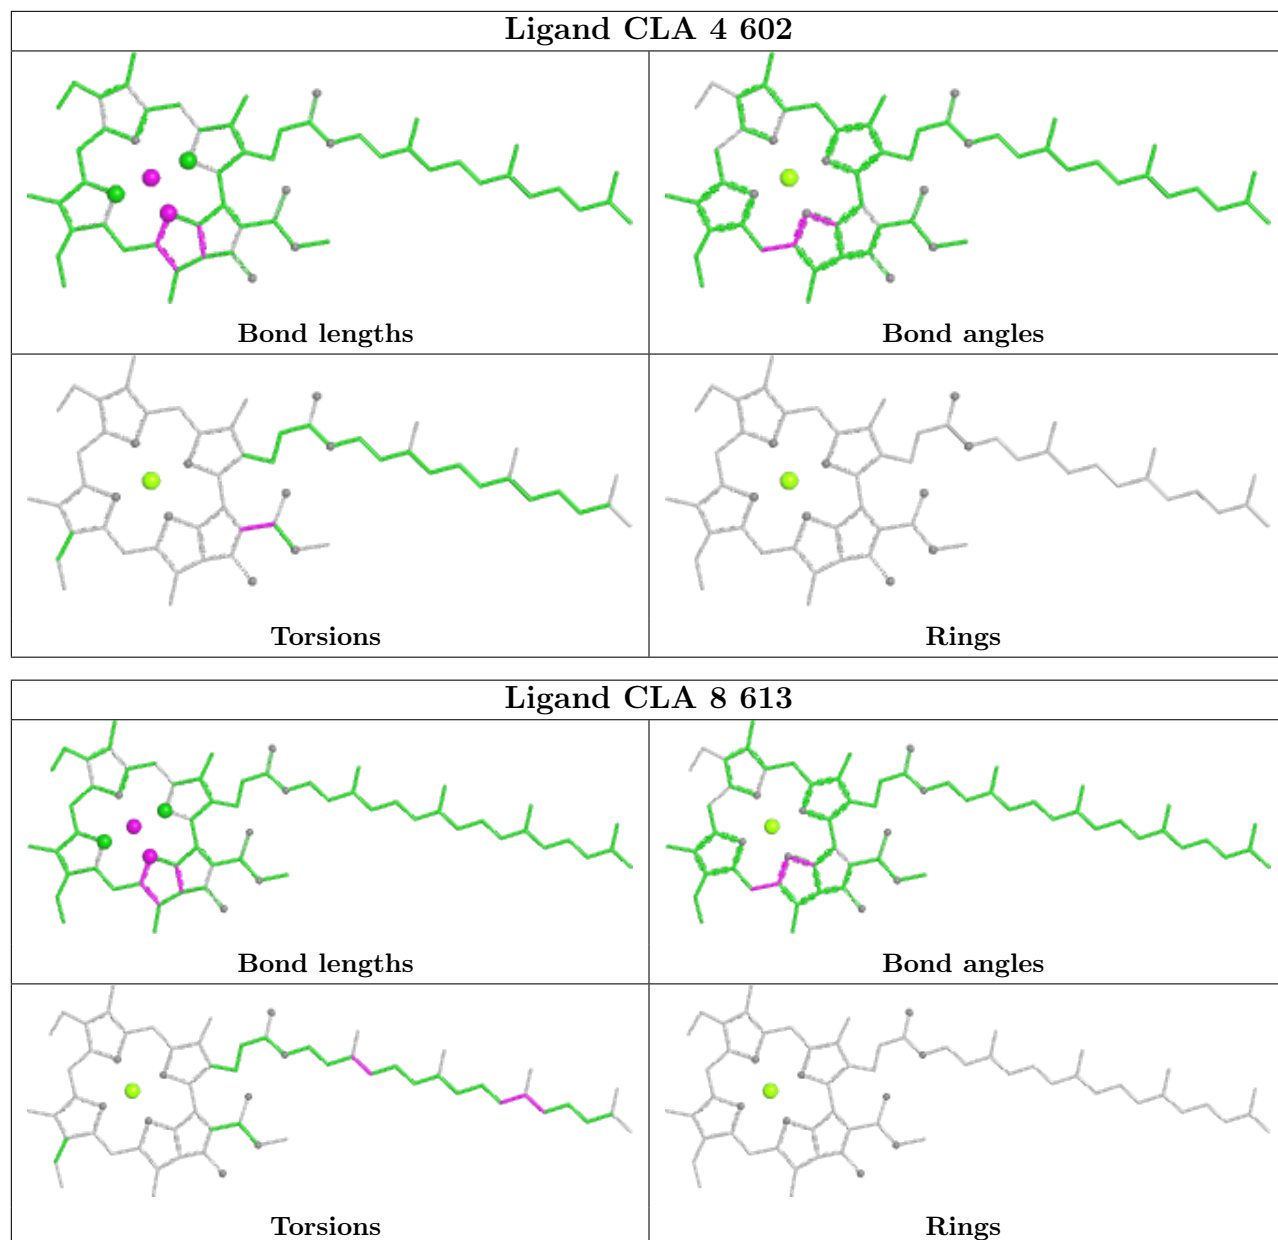 Ligand CLA 4 602
Bond lengths
Bond angles
Torsions
Rings
Ligand CLA 8 613
Bond lengths
Bond angles
Torsions
Rings